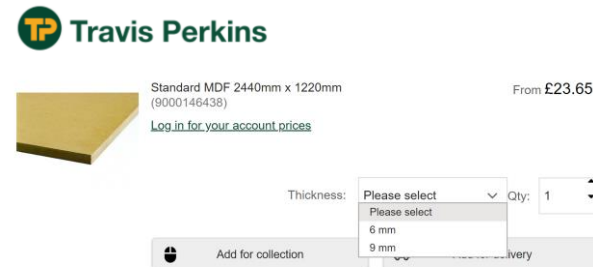 TP Travis Perkins
Standard MDF 2440mm x 1220mm
From £23.65
(9000146438)
Log in for your account prices
Thickness: Please select Qty: 1
Please select
6 mm
9 mm
Add for collection